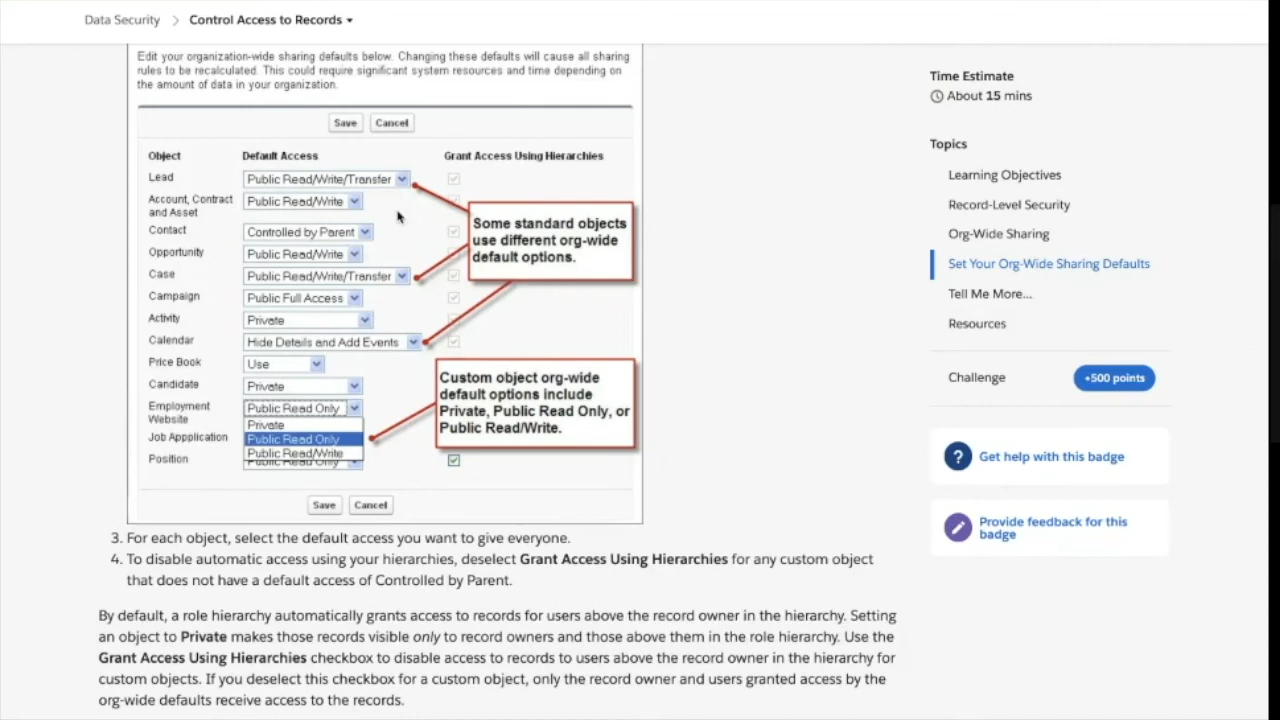 Data Security > Control Access to Records
Edit your organization-wide sharing defaults below. Changing these defaults will cause all sharing
rules to be recalculated. This could require significant system resources and time depending on
the amount of data in your organization.
Save Cancel
Object Default Access Grant Access Using Hierarchies
Lead Public Read/Write/Transfer
Account, Contract
and Asset Public Read/Write
Contact Controlled by Parent
Opportunity Public Read/Write
Case Public Read/Write/Transfer
Campaign Public Full Access
Activity Private
Calendar Hide Details and Add Events
Price Book Use
Candidate Private
Employment
Website Public Read Only
Private
Job Appplication Public Read Only
Public Read/Write
Position Public Read Only
Some standard objects
use different org-wide
default options.
Custom object org-wide
default options include
Private, Public Read Only, or
Public Read/Write.
Save Cancel
3. For each object, select the default access you want to give everyone.
4. To disable automatic access using your hierarchies, deselect Grant Access Using Hierarchies for any custom object
that does not have a default access of Controlled by Parent.
By default, a role hierarchy automatically grants access to records for users above the record owner in the hierarchy. Setting
an object to Private makes those records visible only to record owners and those above them in the role hierarchy. Use the
Grant Access Using Hierarchies checkbox to disable access to records to users above the record owner in the hierarchy for
custom objects. If you deselect this checkbox for a custom object, only the record owner and users granted access by the
org-wide defaults receive access to the records.
Time Estimate
About 15 mins
Topics
Learning Objectives
Record-Level Security
Org-Wide Sharing
Set Your Org-Wide Sharing Defaults
Tell Me More...
Resources
Challenge +500 points
Get help with this badge
Provide feedback for this
badge